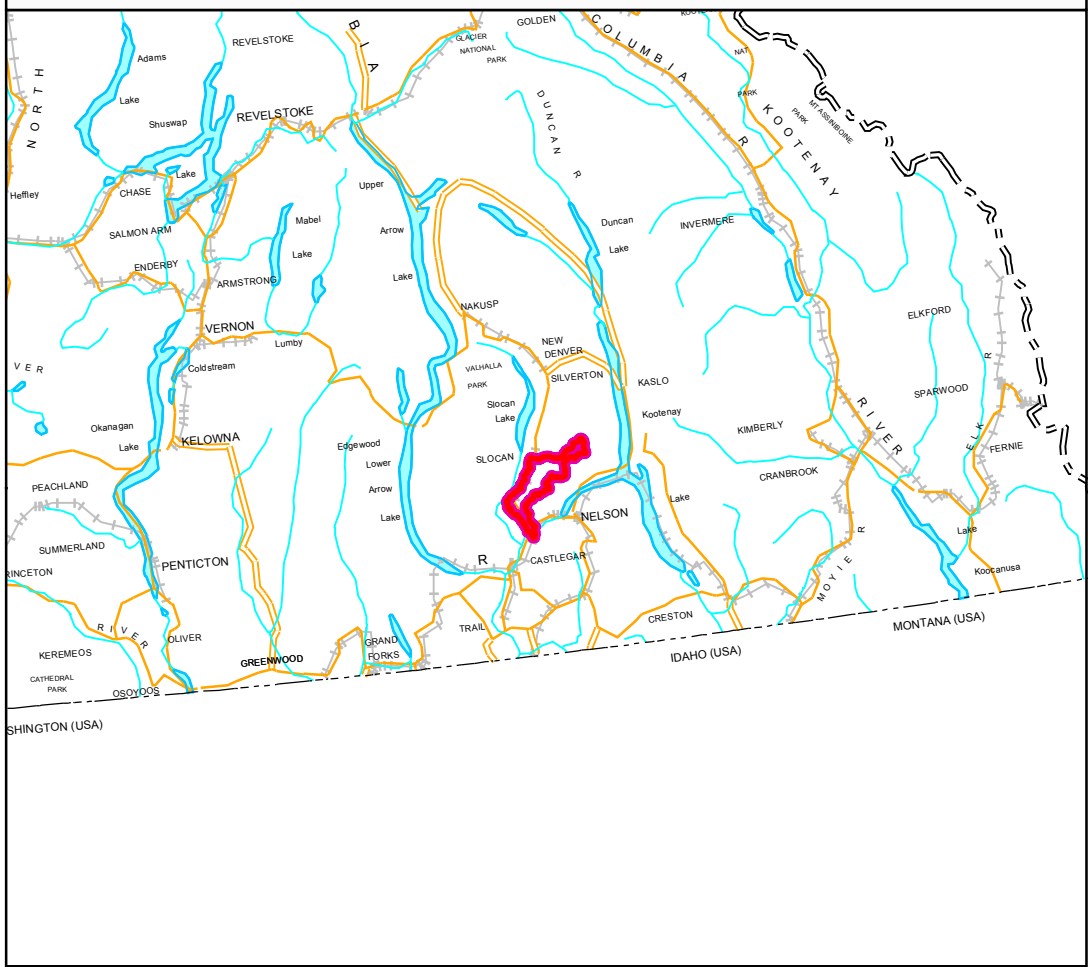 GOLDEN
COLUMBIA
KOOTE
B I A
REVELSTOKE
GLACIER
NATIONAL
PARK
NAT
PARK
Adams
Lake
NORTH
Shuswap
REVELSTOKE
DUNCAN R
R
KOOTENAY
PARK
MT ASSINIBOINE
Lake
Heffley
CHASE
Upper
SALMON ARM
Mabel
Lake
Arrow
Duncan
Lake
INVERMERE
ENDERBY
ARMSTRONG
Lake
NAKUSP
ELKFORD
VERNON
Lumby
NEW
DENVER
VER
Coldstream
VALHALLA
PARK
SILVERTON
KASLO
R
SPARWOOD
Slocan
Lake
Kootenay
RIVER
Okanagan
Lake
KELOWNA
Edgewood
KIMBERLY
ELK
FERNIE
Lower
SLOCAN
CRANBROOK
PEACHLAND
Arrow
Lake
Lake
NELSON
R
Lake
SUMMERLAND
R
CASTLEGAR
RINCETON
PENTICTON
MOYIE
Koocanusa
RIVER
OLIVER
TRAIL
CRESTON
MONTANA (USA)
KEREMEOS
GRAND
FORKS
GREENWOOD
IDAHO (USA)
CATHEDRAL
PARK
OSOYOOS
SHINGTON (USA)